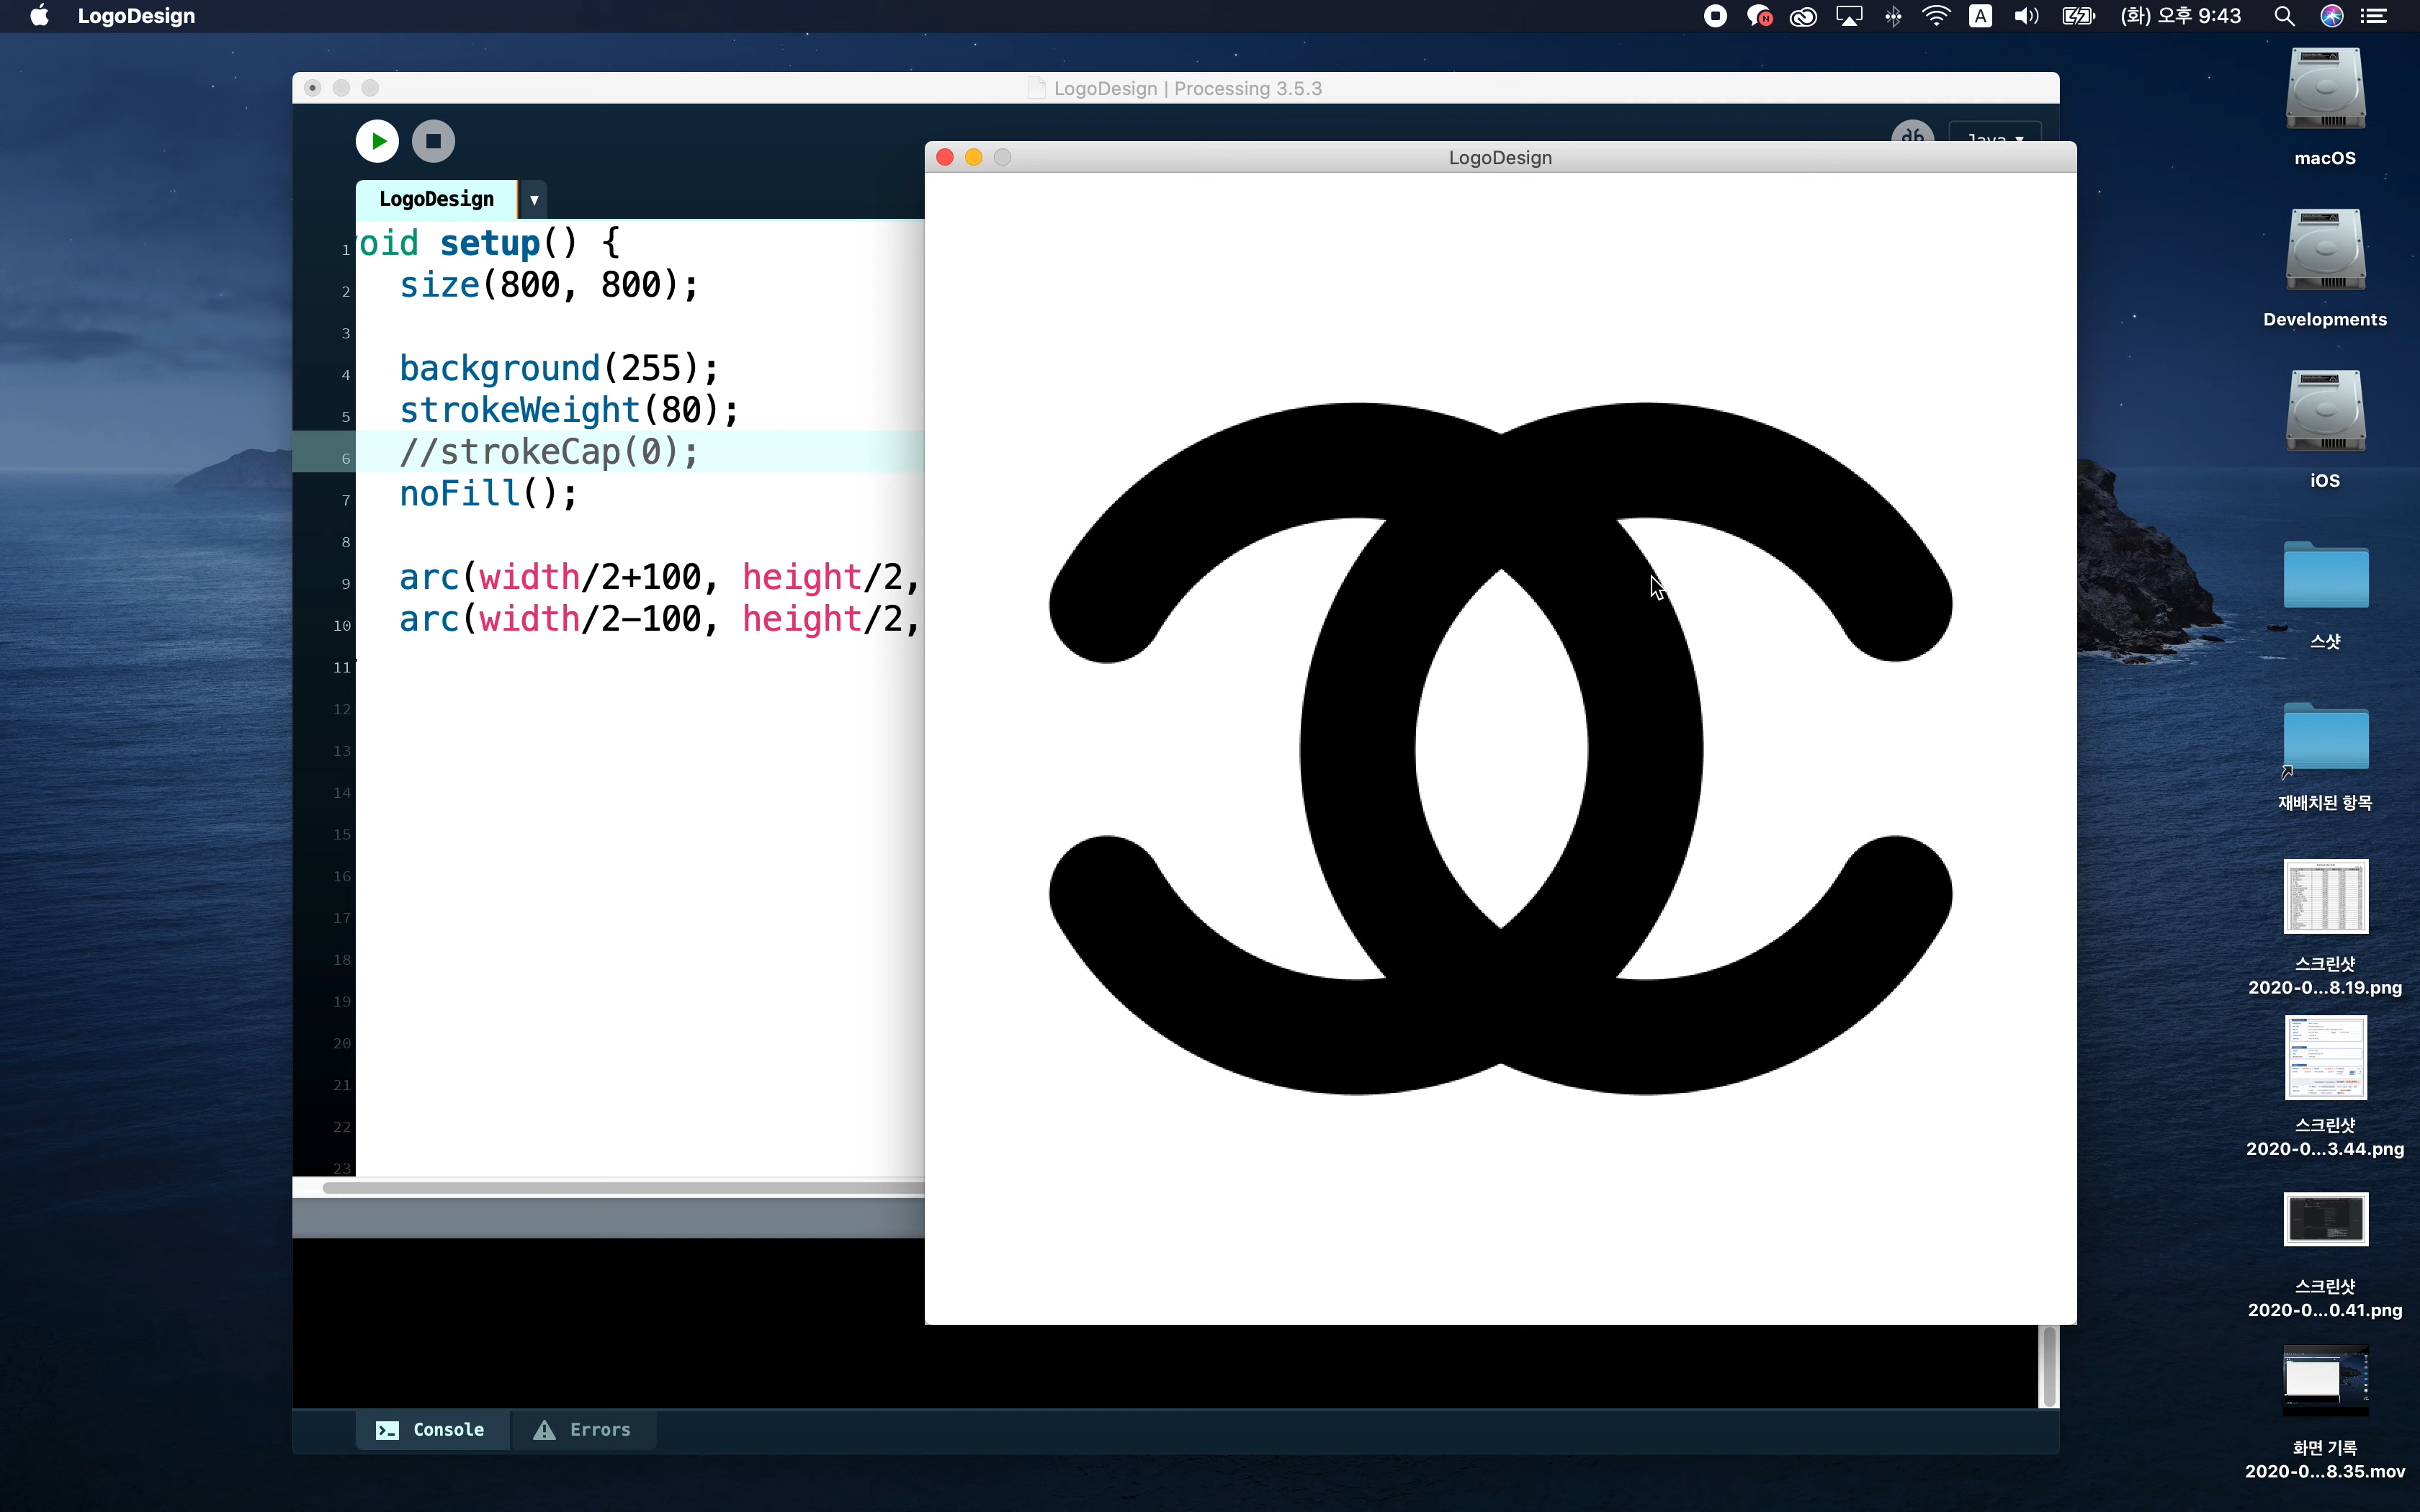 LogoDesign
A
(화) 오후 9:43
LogoDesign | Processing 3.5.3
LogoDesign
LogoDesign
1 oid setup() {
2 size(800, 800);
3
4 background(255);
5 strokeWeight(80);
6 //strokeCap(0);
7 noFill();
8
9 arc(width/2+100, height/2,
10 arc(width/2-100, height/2,
11
12
13
14
15
16
17
18
19
20
21
22
23
Console
Errors
macOS
Developments
iOS
스샷
재배치된 항목
스크린샷
2020-0...8.19.png
스크린샷
2020-0...3.44.png
스크린샷
2020-0...0.41.png
화면 기록
2020-0...8.35.mov